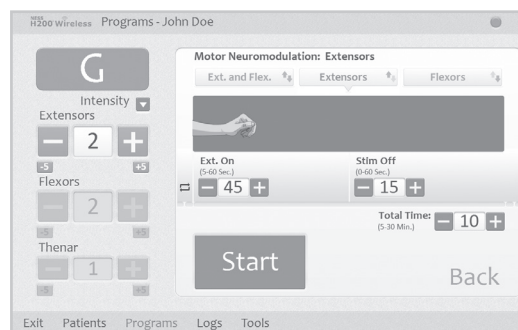 NESS
H200 Wireless Programs - John Doe
G
Intensity
Extensors
2
-5 +5
Flexors
2
-5 +5
Thenar
1
-5 +5
Motor Neuromodulation: Extensors
Ext. and Flex. Extensors Flexors
Ext. On
(5-60 Sec.)
45
Stim Off
(0-60 Sec.)
15
Total Time:
(5-30 Min.)
10
Start
Back
Exit Patients Programs Logs Tools